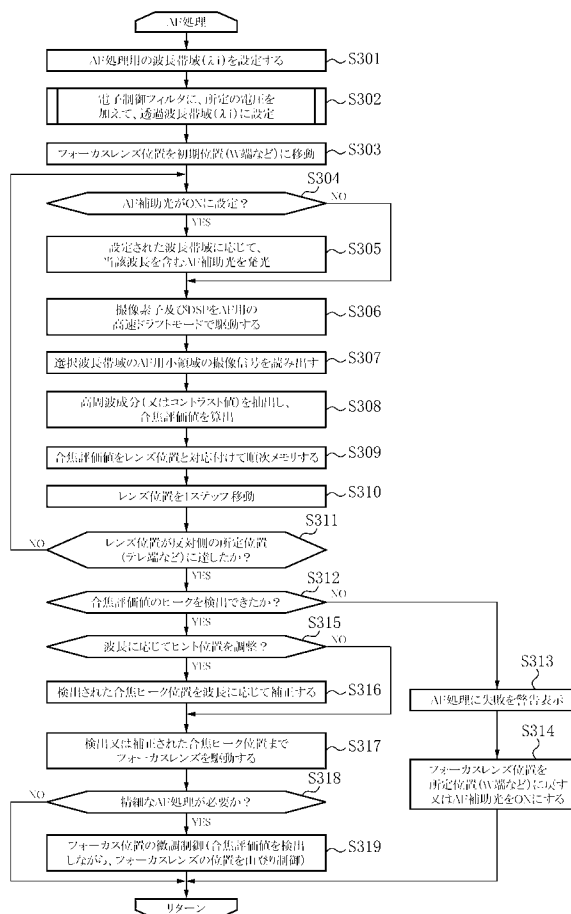 AF処理
AF処理用の波長帯域(λi)を設定する
S301
電子制御フィルタに、所定の電圧を
加えて、透過波長帯域(λi)に設定
S302
フォーカスレンズ位置を初期位置(W端など)に移動
S303
S304
AF補助光がONに設定?
NO
YES
設定された波長帯域に応じて、
当該波長を含むAF補助光を発光
S305
撮像素子及びDSPをAF用の
高速ドラフトモードで駆動する
S306
選択波長帯域のAF用小領域の撮像信号を読み出す
S307
高周波成分(又はコントラスト値)を抽出し、
合焦評価値を算出
S308
合焦評価値をレンズ位置と対応付けて順次メモリする
S309
レンズ位置を1ステップ移動
S310
S311
NO
レンズ位置が反対側の所定位置
(テレ端など)に達したか?
YES
S312
合焦評価値のピークを検出できたか?
NO
YES
S315
波長に応じてピント位置を調整?
NO
YES
検出された合焦ピーク位置を波長に応じて補正する
S316
S313
AF処理に失敗を警告表示
検出又は補正された合焦ピーク位置まで
フォーカスレンズを駆動する
S317
S314
フォーカスレンズ位置を
所定位置(W端など)に戻す
又はAF補助光をONにする
S318
NO
精細なAF処理が必要か?
YES
フォーカス位置の微調制御(合焦評価値を検出
しながら、フォーカスレンズの位置を山登り制御)
S319
リターン